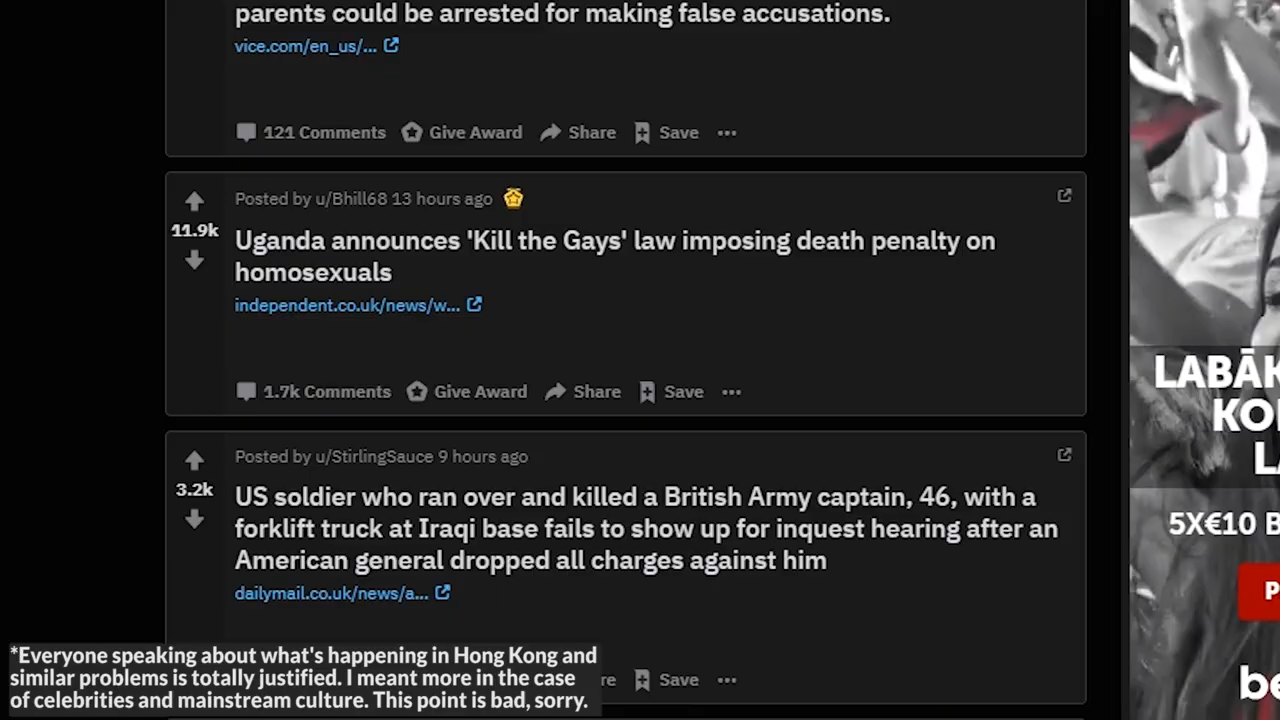 parents could be arrested for making false accusations.
vice.com/en_us/...
121 Comments Give Award Share Save
Posted by u/Bhill68 13 hours ago
11.9k
Uganda announces 'Kill the Gays' law imposing death penalty on
homosexuals
independent.co.uk/news/w...
1.7k Comments Give Award Share Save
Posted by u/StirlingSauce 9 hours ago
3.2k
US soldier who ran over and killed a British Army captain, 46, with a
forklift truck at Iraqi base fails to show up for inquest hearing after an
American general dropped all charges against him
dailymail.co.uk/news/a...
re Save
*Everyone speaking about what's happening in Hong Kong and
similar problems is totally justified. I meant more in the case
of celebrities and mainstream culture. This point is bad, sorry.
LABĀK
KO
L
5X€10 B
P
be